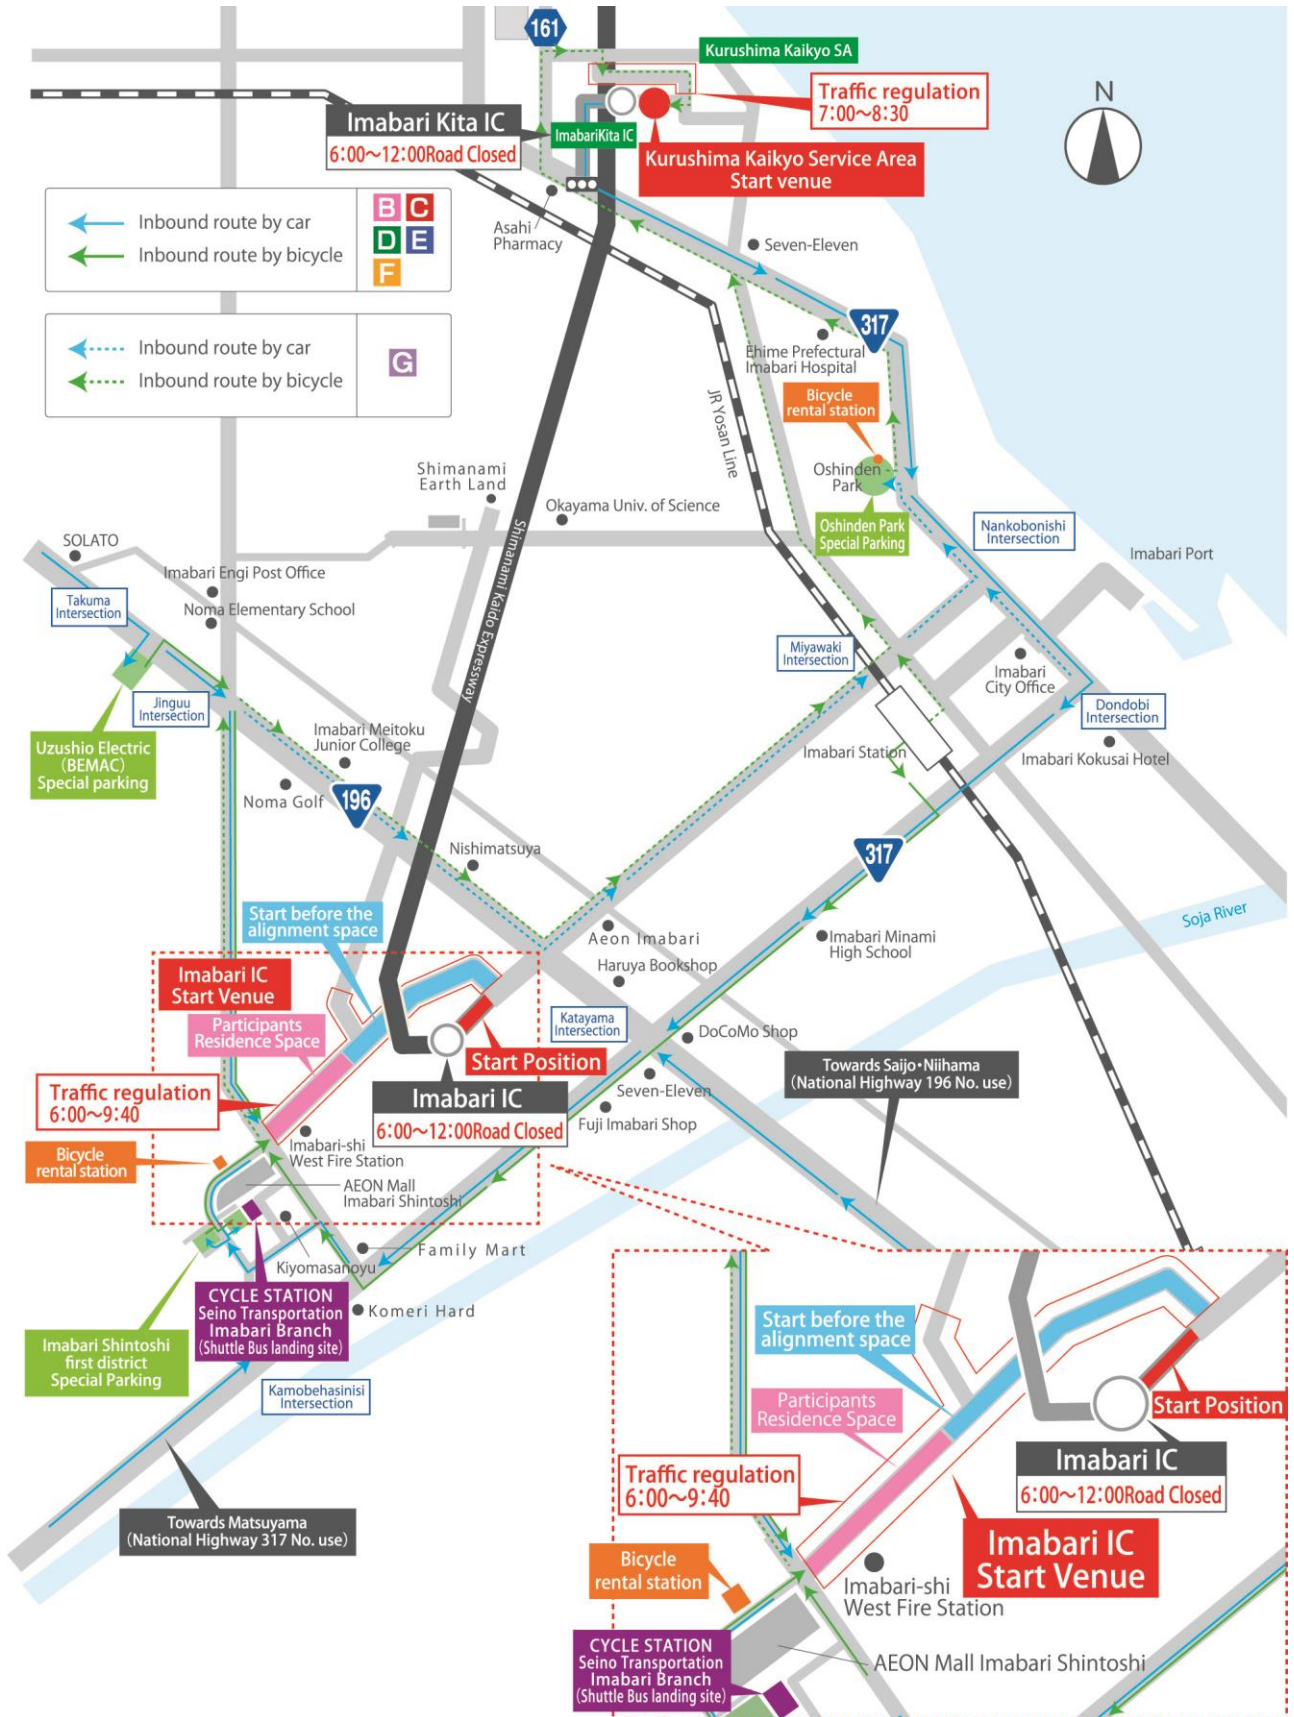 161
Kurushima Kaikyo SA
N
Traffic regulation
7:00～8:30
Imabari Kita IC
6:00～12:00Road Closed
ImabariKita IC
Kurushima Kaikyo Service Area
Start venue
Inbound route by car
Inbound route by bicycle
B C
D E
F
Asahi
Pharmacy
Seven-Eleven
317
Inbound route by car
Inbound route by bicycle
G
Ehime Prefectural
Imabari Hospital
JR Yosan Line
Bicycle
rental station
Oshinden
Park
Shimanami
Earth Land
Okayama Univ. of Science
Oshinden Park
Special Parking
Nankobonishi
Intersection
Imabari Port
Shimanami Kaido Expressway
SOLATO
Imabari Engi Post Office
Takuma
Intersection
Noma Elementary School
Miyawaki
Intersection
Imabari
City Office
Jinguu
Intersection
Dondobi
Intersection
Imabari Meitoku
Junior College
Uzushio Electric
(BEMAC)
Special parking
Imabari Station
Imabari Kokusai Hotel
Noma Golf
196
Nishimatsuya
317
Start before the
alignment space
Soja River
Aeon Imabari
Imabari Minami
High School
Imabari IC
Start Venue
Haruya Bookshop
Participants
Residence Space
Katayama
Intersection
DoCoMo Shop
Start Position
Towards Saijo・Niihama
(National Highway 196 No. use)
Traffic regulation
6:00～9:40
Seven-Eleven
Imabari IC
6:00～12:00Road Closed
Fuji Imabari Shop
Imabari-shi
West Fire Station
Bicycle
rental station
AEON Mall
Imabari Shintoshi
Family Mart
Kiyomasanoyu
CYCLE STATION
Seino Transportation
Imabari Branch
(Shuttle Bus landing site)
Komeri Hard
Imabari Shintoshi
first district
Special Parking
Kamobehasinisi
Intersection
Towards Matsuyama
(National Highway 317 No. use)
Start before the
alignment space
Participants
Residence Space
Start Position
Imabari IC
6:00～12:00Road Closed
Traffic regulation
6:00～9:40
Imabari IC
Start Venue
Bicycle
rental station
Imabari-shi
West Fire Station
CYCLE STATION
Seino Transportation
Imabari Branch
(Shuttle Bus landing site)
AEON Mall Imabari Shintoshi